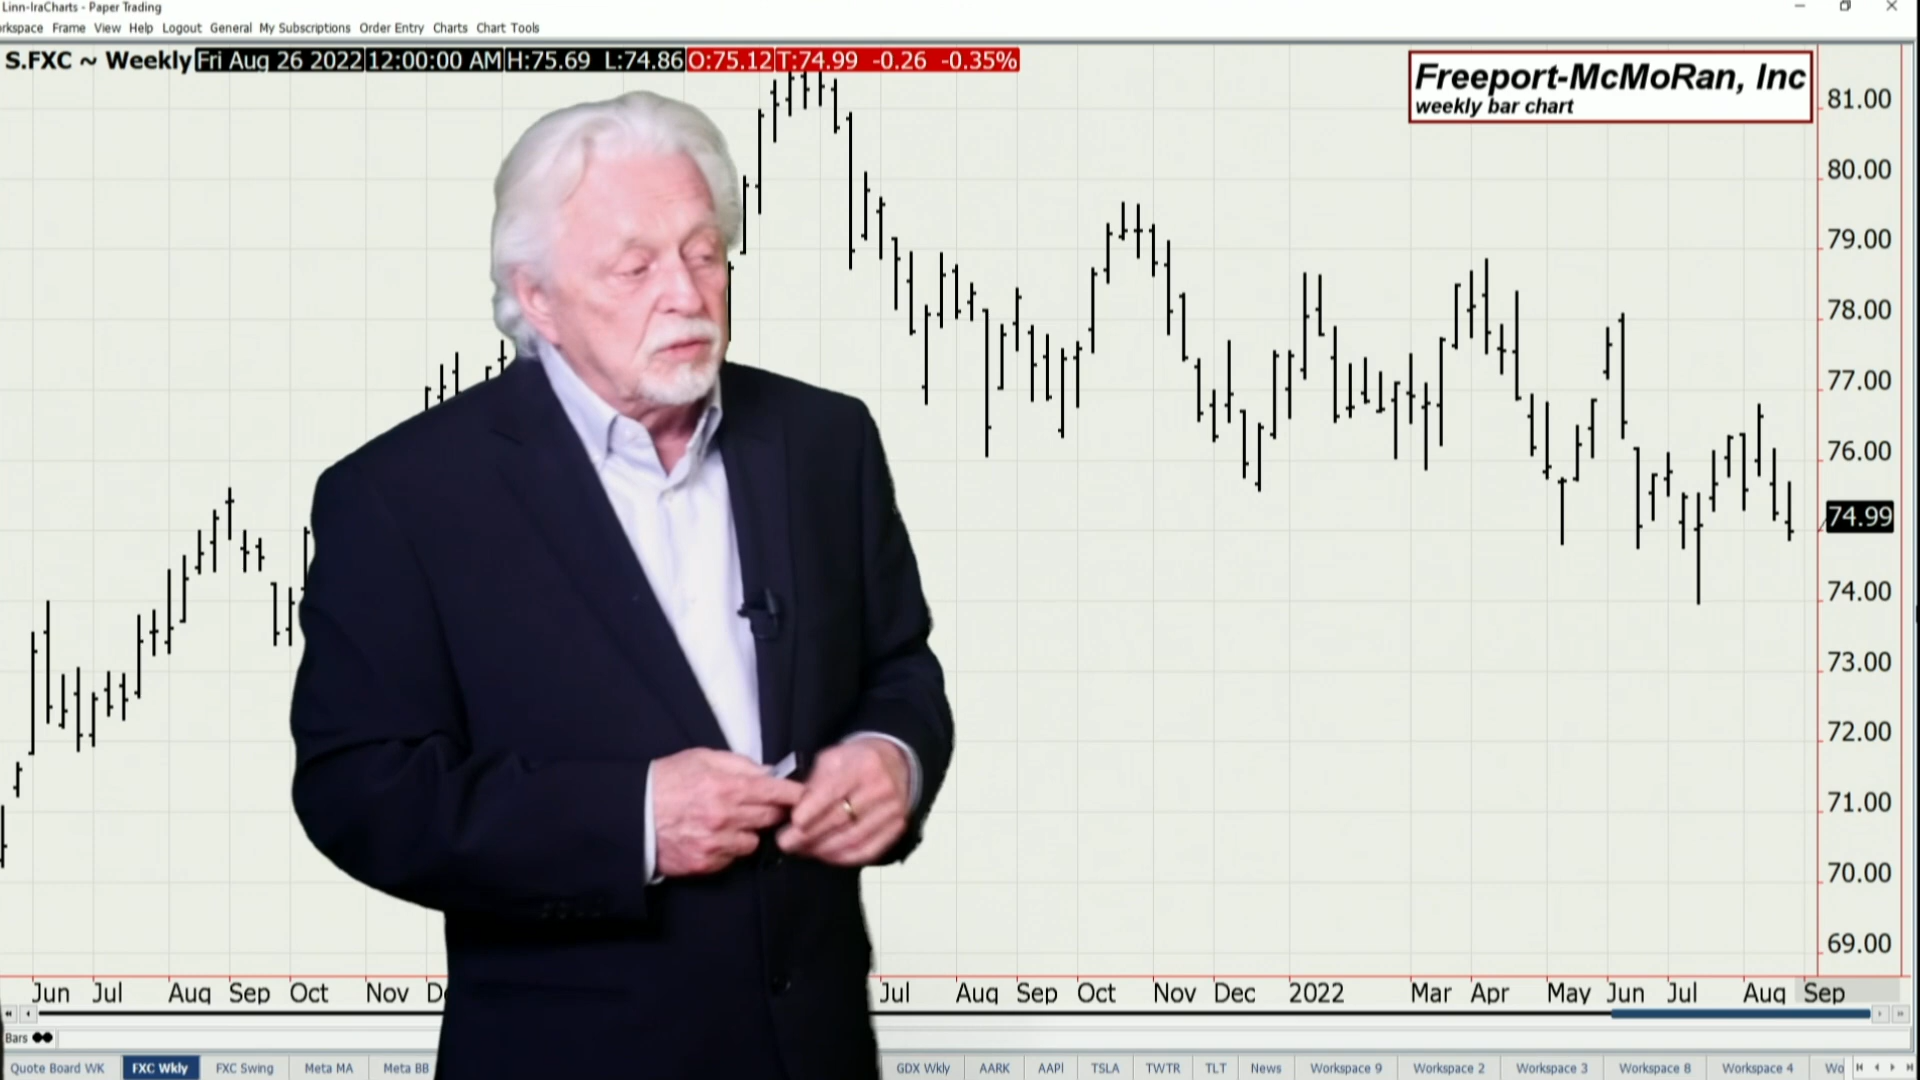 Linn-IraCharts - Paper Trading
rkspace Frame View Help Logout General My Subscriptions Order Entry Charts Chart Tools
S.FXC ~ Weekly Fri Aug 26 2022 12:00:00 AM H:75.69 L:74.86 O:75.12 T:74.99 -0.26 -0.35%
Freeport-McMoRan, Inc
weekly bar chart
81.00
80.00
79.00
78.00
77.00
76.00
74.99
74.00
73.00
72.00
71.00
70.00
69.00
Jun Jul Aug Sep Oct Nov De Jul Aug Sep Oct Nov Dec 2022 Mar Apr May Jun Jul Aug Sep
Bars
Quote Board WK FXC Wkly FXC Swing Meta MA Meta BB GDX Wkly AARK AAPl TSLA TWTR TLT News Workspace 9 Workspace 2 Workspace 3 Workspace 8 Workspace 4 Wo